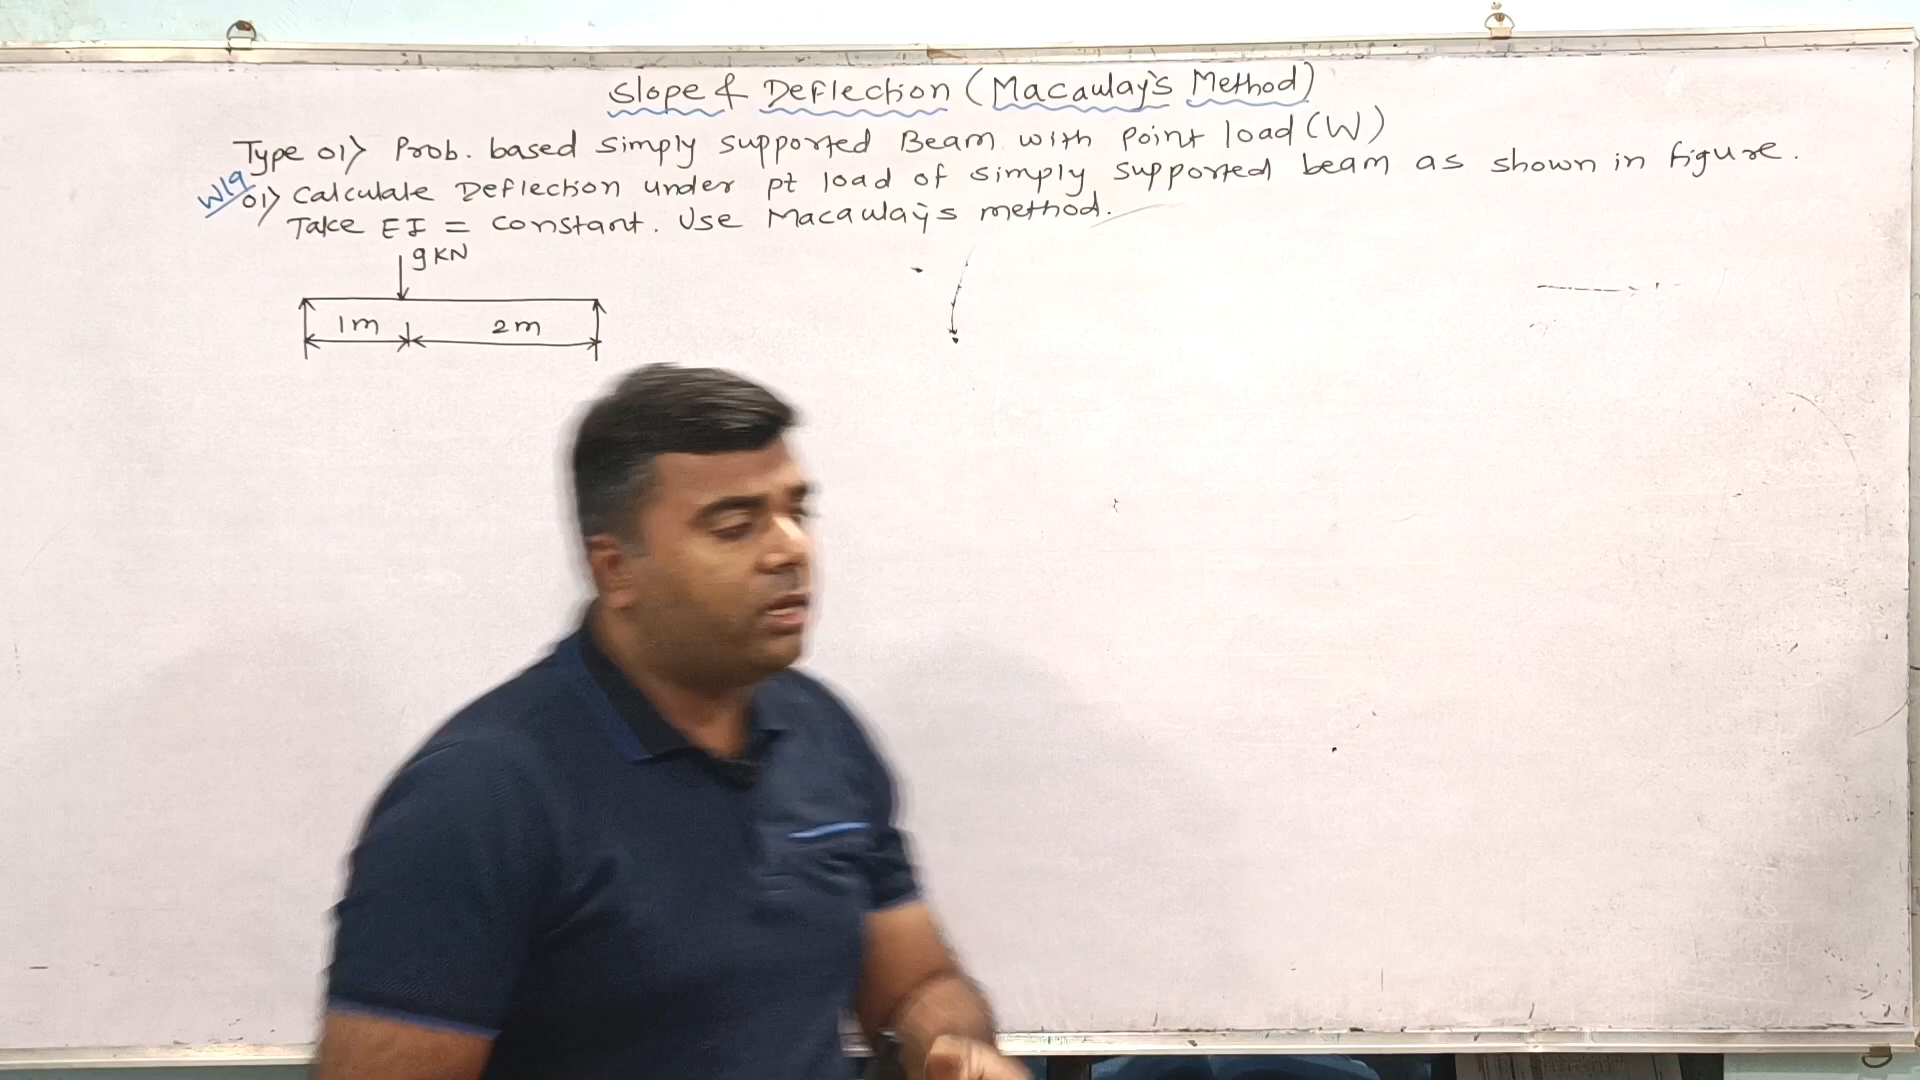 Slope & Deflection (Macaulay's Method)
Type 01> Prob. based simply supported Beam with Point load (W)
W19
01> Calculate Deflection under pt load of simply supported beam as shown in figure.
Take EI = constant. Use Macaulay's method.
9 KN
1m 2m